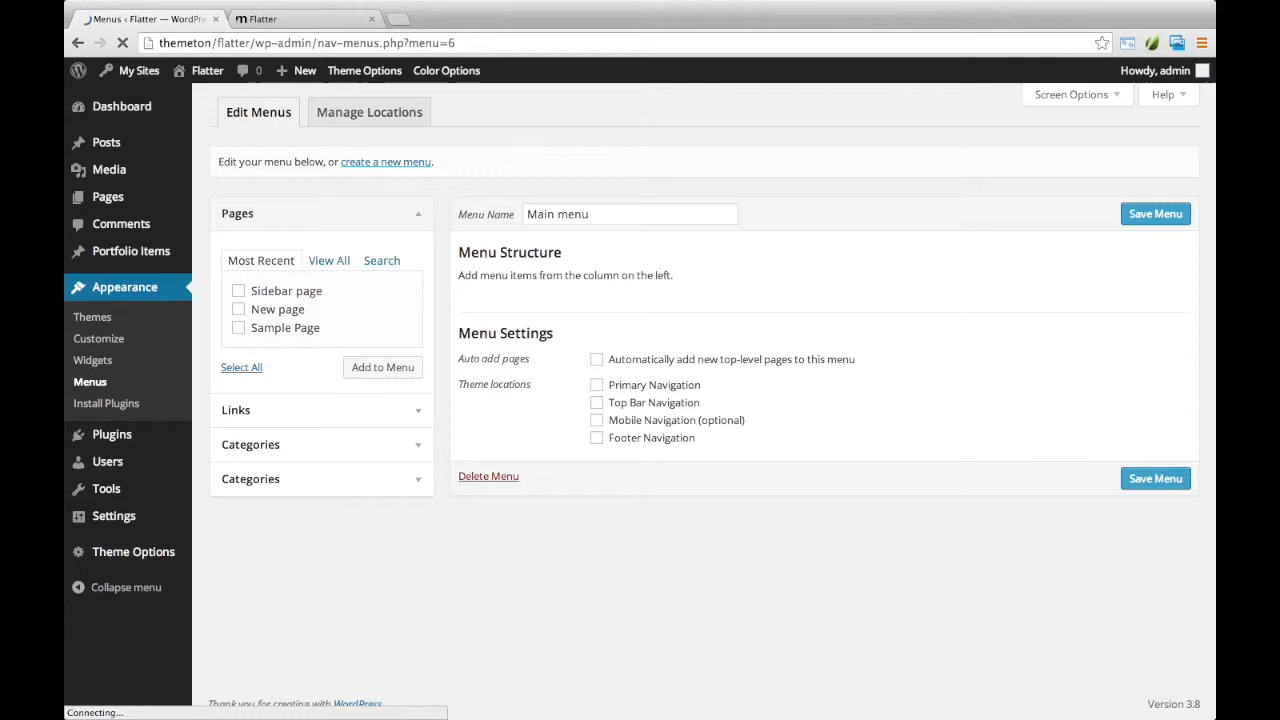 Menus ‹ Flatter — WordPre
Flatter
themeton/flatter/wp-admin/nav-menus.php?menu=6
My Sites
Flatter
0
New
Theme Options
Color Options
Howdy, admin
Dashboard
Posts
Media
Pages
Comments
Portfolio Items
Appearance
Themes
Customize
Widgets
Menus
Install Plugins
Plugins
Users
Tools
Settings
Theme Options
Collapse menu
Screen Options
Help
Edit Menus
Manage Locations
Edit your menu below, or create a new menu.
Pages
Most Recent
View All
Search
Sidebar page
New page
Sample Page
Select All
Add to Menu
Links
Categories
Categories
Menu Name
Main menu
Save Menu
Menu Structure
Add menu items from the column on the left.
Menu Settings
Auto add pages
Automatically add new top-level pages to this menu
Theme locations
Primary Navigation
Top Bar Navigation
Mobile Navigation (optional)
Footer Navigation
Delete Menu
Save Menu
Thank you for creating with WordPress
Version 3.8
Connecting...